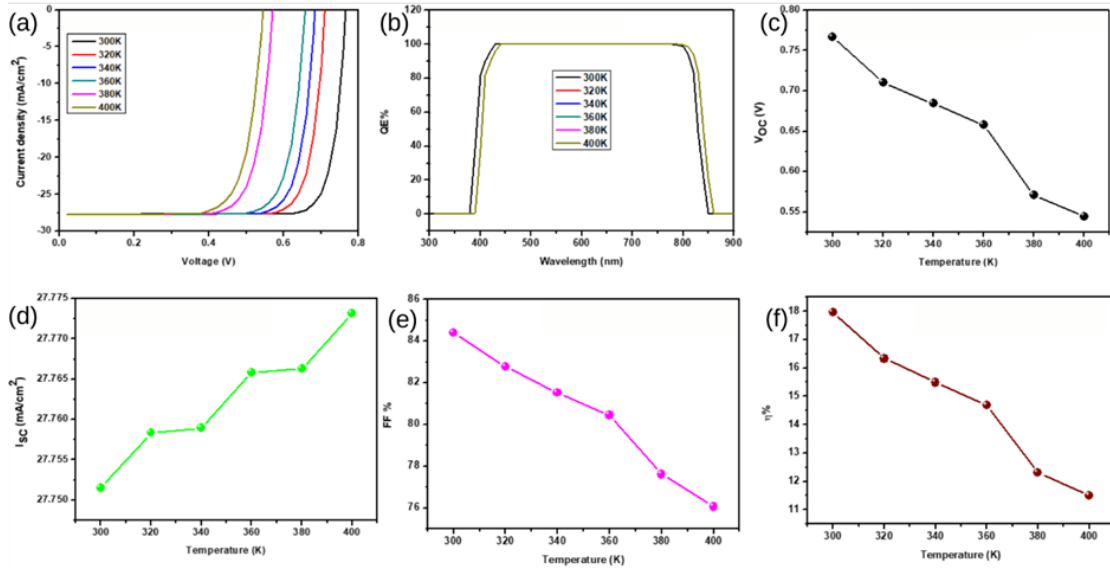 (a)
Current density (mA/cm²)
0
-5
-10
-15
-20
-25
-30
300K
320K
340K
360K
380K
400K
0.0 0.2 0.4 0.6 0.8
Voltage (V)
(b)
QE%
120
100
80
60
40
20
0
300K
320K
340K
360K
380K
400K
300 400 500 600 700 800 900
Wavelength (nm)
(c)
V_OC (V)
0.80
0.75
0.70
0.65
0.60
0.55
300 320 340 360 380 400
Temperature (K)
(d)
I_SC (mA/cm²)
27.775
27.770
27.765
27.760
27.755
27.750
300 320 340 360 380 400
Temperature (K)
(e)
FF %
84
82
80
78
76
300 320 340 360 380 400
Temperature (K)
(f)
η%
18
17
16
15
14
13
12
11
300 320 340 360 380 400
Temperature (K)